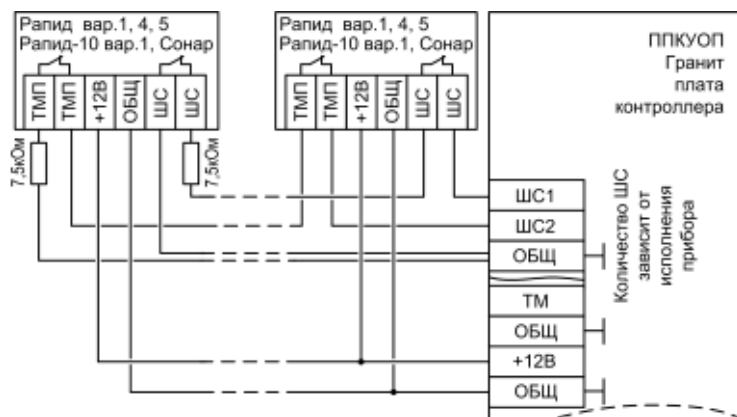 Рапид вар.1, 4, 5
Рапид-10 вар.1, Сонар
ТМП
ТМП
+12В
ОБЩ
ШС
ШС
7,5кОм
7,5кОм
Рапид вар.1, 4, 5
Рапид-10 вар.1, Сонар
ТМП
ТМП
+12В
ОБЩ
ШС
ШС
ППКУОП
Гранит
плата
контроллера
ШС1
ШС2
ОБЩ
ТМ
ОБЩ
+12В
ОБЩ
Количество ШС
зависит от
исполнения
прибора